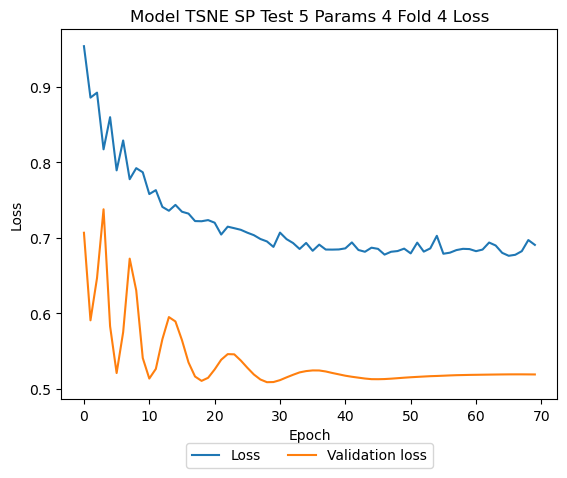 Model TSNE SP Test 5 Params 4 Fold 4 Loss
Loss
0.9
0.8
0.7
0.6
0.5
0 10 20 30 40 50 60 70
Epoch
Loss Validation loss